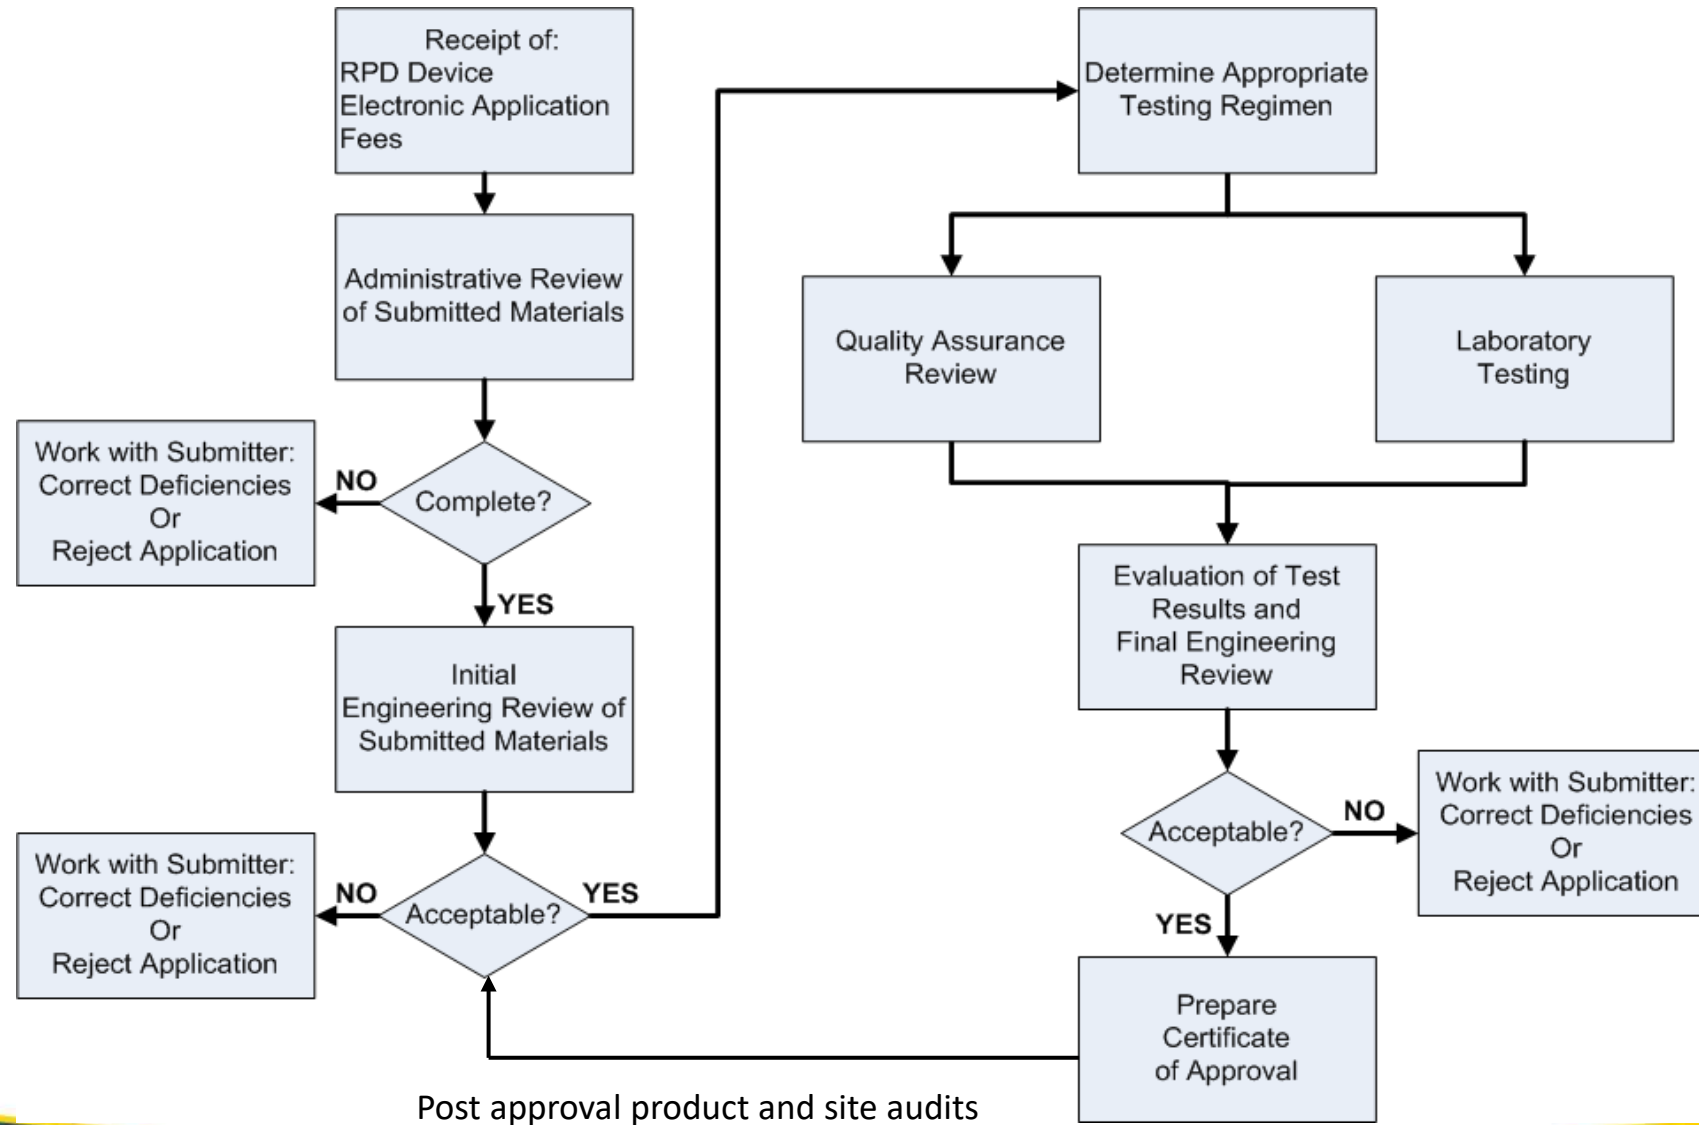 Receipt of:
RPD Device
Electronic Application
Fees
Administrative Review
of Submitted Materials
Complete?
NO
Work with Submitter:
Correct Deficiencies
Or
Reject Application
YES
Initial
Engineering Review of
Submitted Materials
Acceptable?
NO
Work with Submitter:
Correct Deficiencies
Or
Reject Application
YES
Determine Appropriate
Testing Regimen
Quality Assurance
Review
Laboratory
Testing
Evaluation of Test
Results and
Final Engineering
Review
Acceptable?
NO
Work with Submitter:
Correct Deficiencies
Or
Reject Application
YES
Prepare
Certificate
of Approval
Post approval product and site audits